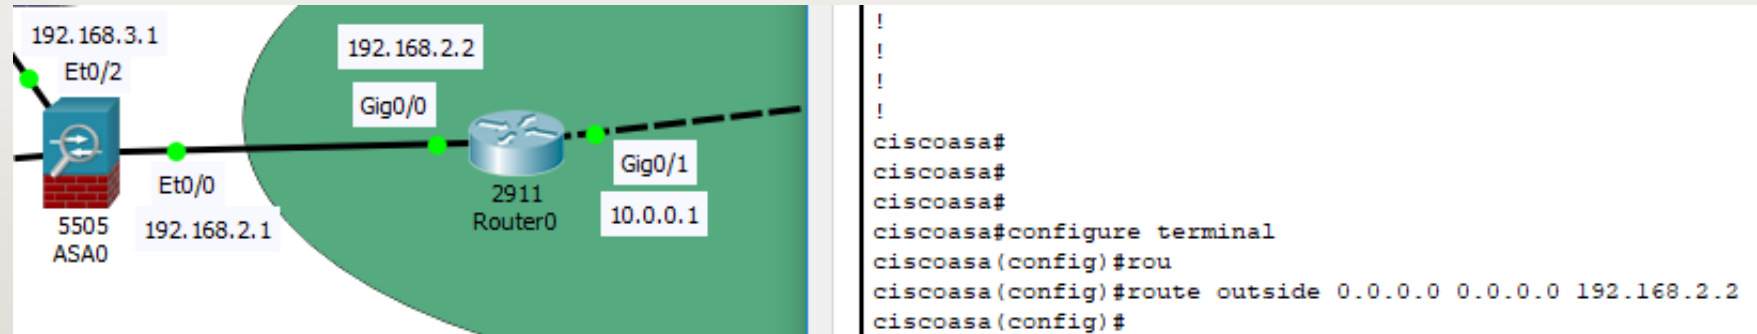 192.168.3.1
Et0/2
192.168.2.2
Gig0/0
Et0/0
192.168.2.1
5505
ASA0
2911
Router0
Gig0/1
10.0.0.1
!
!
!
!
ciscoasa#
ciscoasa#
ciscoasa#
ciscoasa#configure terminal
ciscoasa(config)#rou
ciscoasa(config)#route outside 0.0.0.0 0.0.0.0 192.168.2.2
ciscoasa(config)#